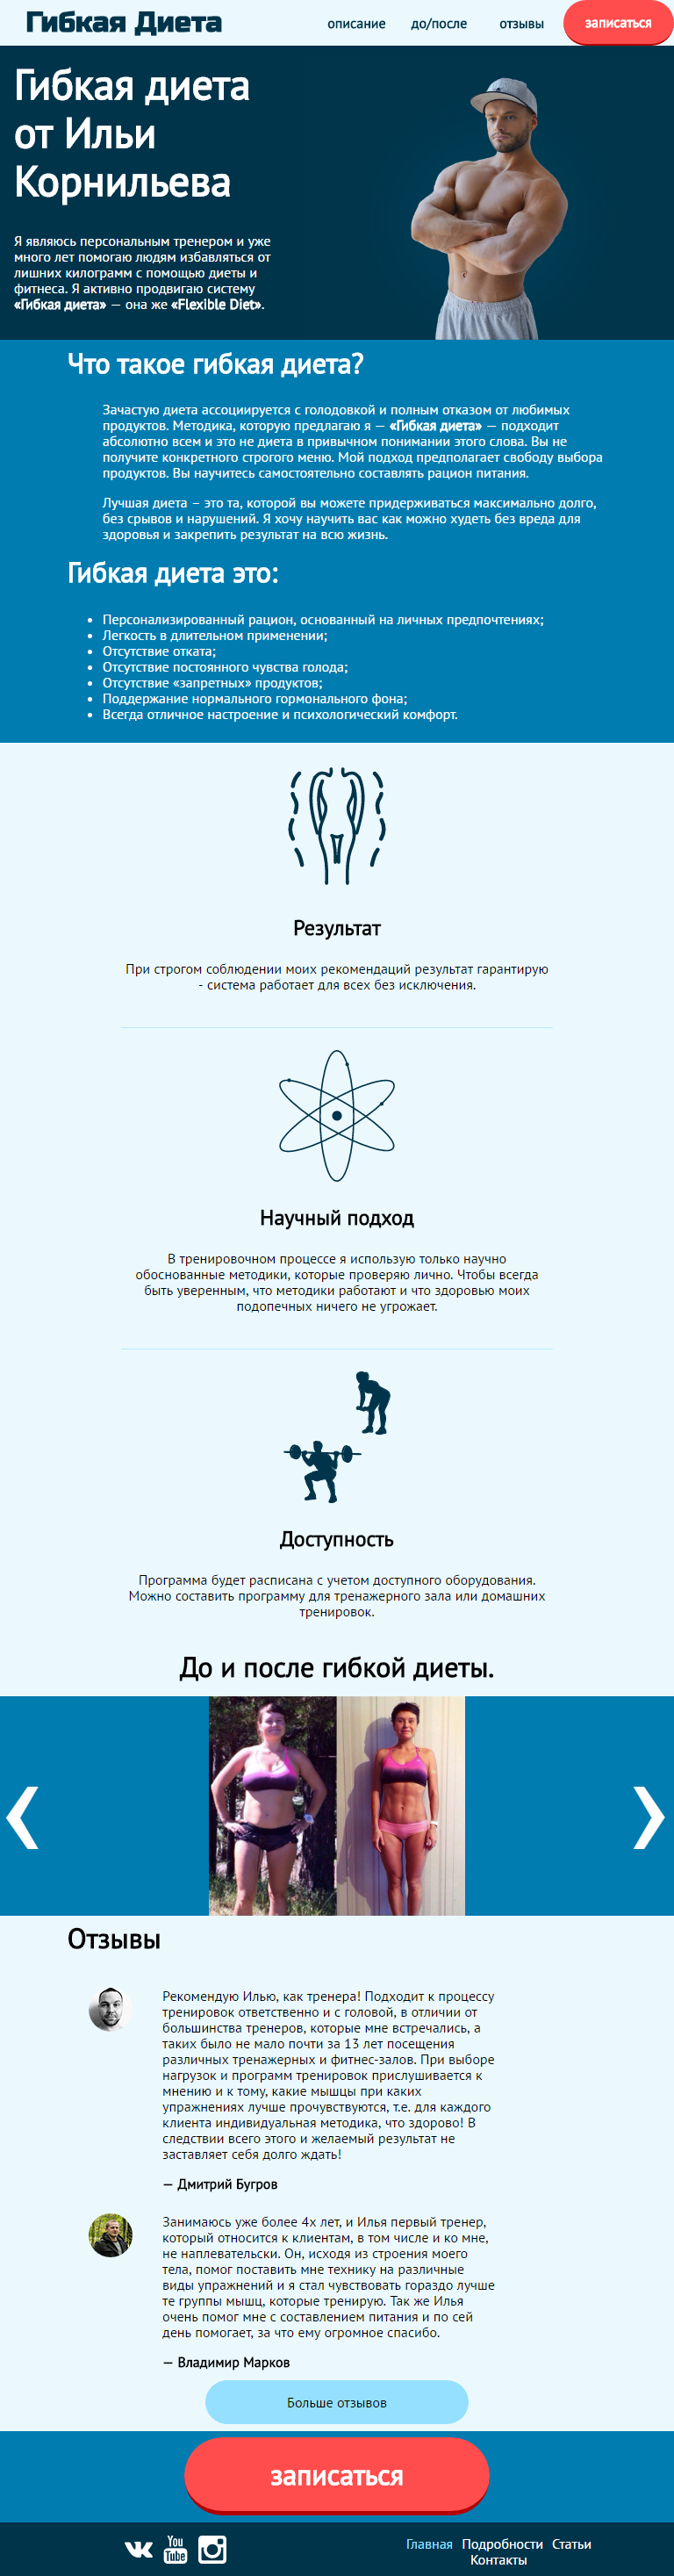 Гибкая Диета
описание до/после отзывы записаться
Гибкая диета
от Ильи
Корнильева
Я являюсь персональным тренером и уже
много лет помогаю людям избавляться от
лишних килограмм с помощью диеты и
фитнеса. Я активно продвигаю систему
«Гибкая диета» — она же «Flexible Diet».
Что такое гибкая диета?
Зачастую диета ассоциируется с голодовкой и полным отказом от любимых
продуктов. Методика, которую предлагаю я — «Гибкая диета» — подходит
абсолютно всем и это не диета в привычном понимании этого слова. Вы не
получите конкретного строгого меню. Мой подход предполагает свободу выбора
продуктов. Вы научитесь самостоятельно составлять рацион питания.
Лучшая диета – это та, которой вы можете придерживаться максимально долго,
без срывов и нарушений. Я хочу научить вас как можно худеть без вреда для
здоровья и закрепить результат на всю жизнь.
Гибкая диета это:
• Персонализированный рацион, основанный на личных предпочтениях;
• Легкость в длительном применении;
• Отсутствие отката;
• Отсутствие постоянного чувства голода;
• Отсутствие «запретных» продуктов;
• Поддержание нормального гормонального фона;
• Всегда отличное настроение и психологический комфорт.
Результат
При строгом соблюдении моих рекомендаций результат гарантирую
- система работает для всех без исключения.
Научный подход
В тренировочном процессе я использую только научно
обоснованные методики, которые проверяю лично. Чтобы всегда
быть уверенным, что методики работают и что здоровью моих
подопечных ничего не угрожает.
Доступность
Программа будет расписана с учетом доступного оборудования.
Можно составить программу для тренажерного зала или домашних
тренировок.
До и после гибкой диеты.
Отзывы
Рекомендую Илью, как тренера! Подходит к процессу
тренировок ответственно и с головой, в отличии от
большинства тренеров, которые мне встречались, а
таких было не мало почти за 13 лет посещения
различных тренажерных и фитнес-залов. При выборе
нагрузок и программ тренировок прислушивается к
мнению и к тому, какие мышцы при каких
упражнениях лучше прочувствуются, т.е. для каждого
клиента индивидуальная методика, что здорово! В
следствии всего этого и желаемый результат не
заставляет себя долго ждать!
— Дмитрий Бугров
Занимаюсь уже более 4х лет, и Илья первый тренер,
который относится к клиентам, в том числе и ко мне,
не наплевательски. Он, исходя из строения моего
тела, помог поставить мне технику на различные
виды упражнений и я стал чувствовать гораздо лучше
те группы мышц, которые тренирую. Так же Илья
очень помог мне с составлением питания и по сей
день помогает, за что ему огромное спасибо.
— Владимир Марков
Больше отзывов
записаться
You
Tube
Главная Подробности Статьи
Контакты